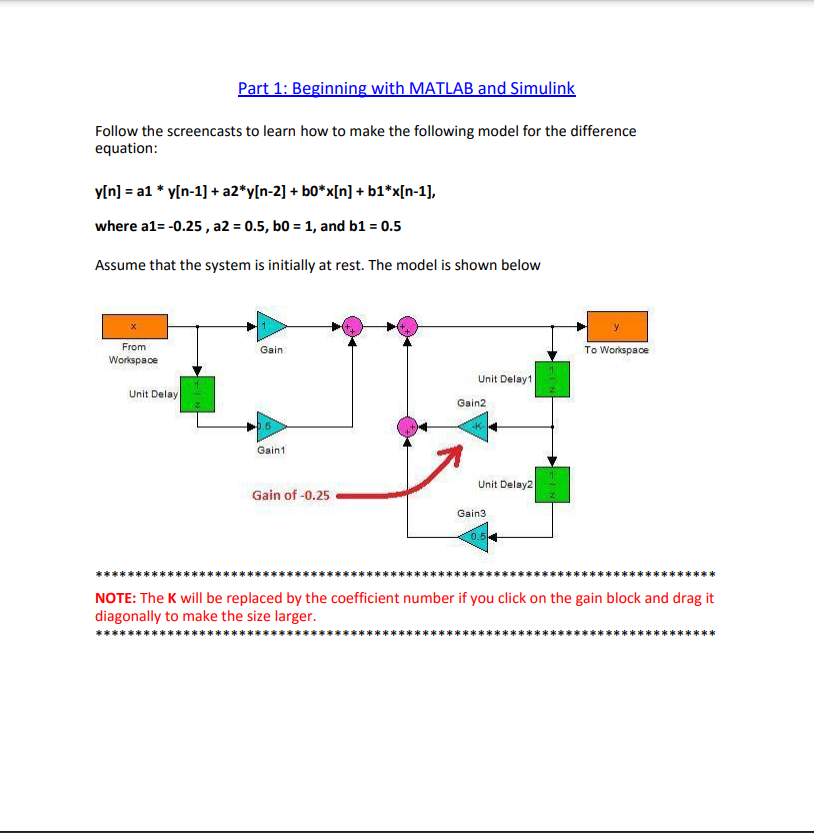 Part 1: Beginning with MATLAB and Simulink
Follow the screencasts to learn how to make the following model for the difference
equation:
y[n] = a1 * y[n-1] + a2*y[n-2] + b0*x[n] + b1*x[n-1],
where a1= -0.25 , a2 = 0.5, b0 = 1, and b1 = 0.5
Assume that the system is initially at rest. The model is shown below
x
From
Workspace
1
Gain
y
To Workspace
Unit Delay
1
z
Unit Delay1
1
z
Gain2
-K-
0.5
Gain1
Gain of -0.25
Unit Delay2
1
z
Gain3
0.5
******************************************************************************
NOTE: The K will be replaced by the coefficient number if you click on the gain block and drag it
diagonally to make the size larger.
******************************************************************************